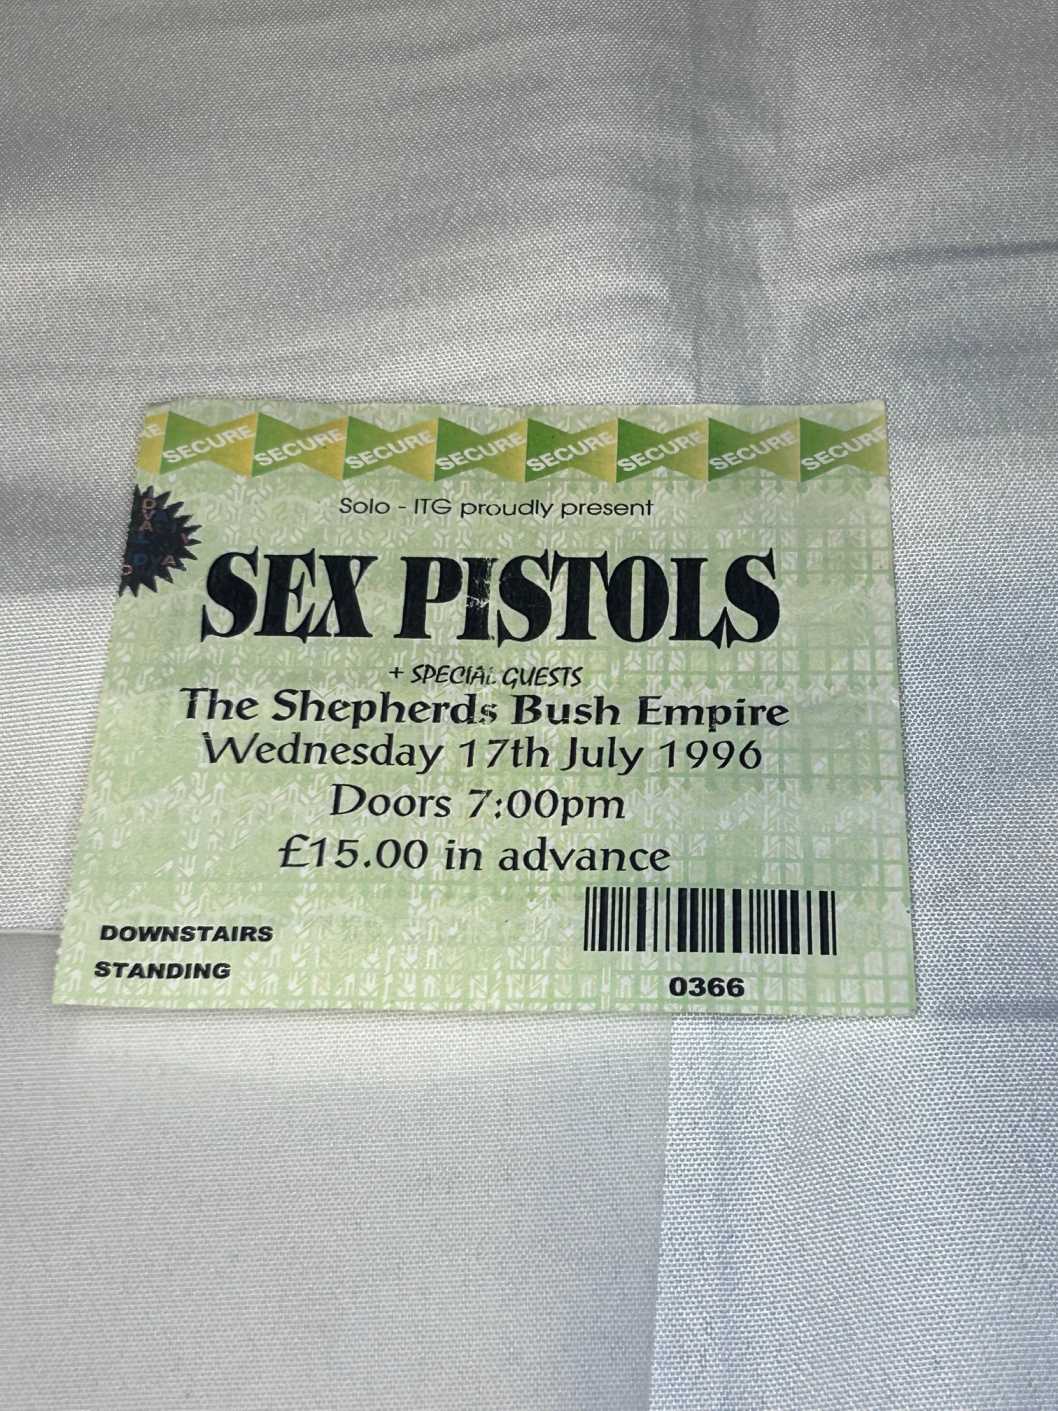 SECURE SECURE SECURE SECURE SECURE SECURE SECURE SECURE
Solo - ITG proudly present
SEX PISTOLS
+ SPECIAL GUESTS
The Shepherds Bush Empire
Wednesday 17th July 1996
Doors 7:00pm
£15.00 in advance
DOWNSTAIRS
STANDING
0366